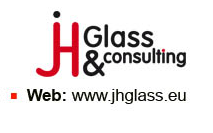 jH Glass
& consulting
▪ Web: www.jhglass.eu